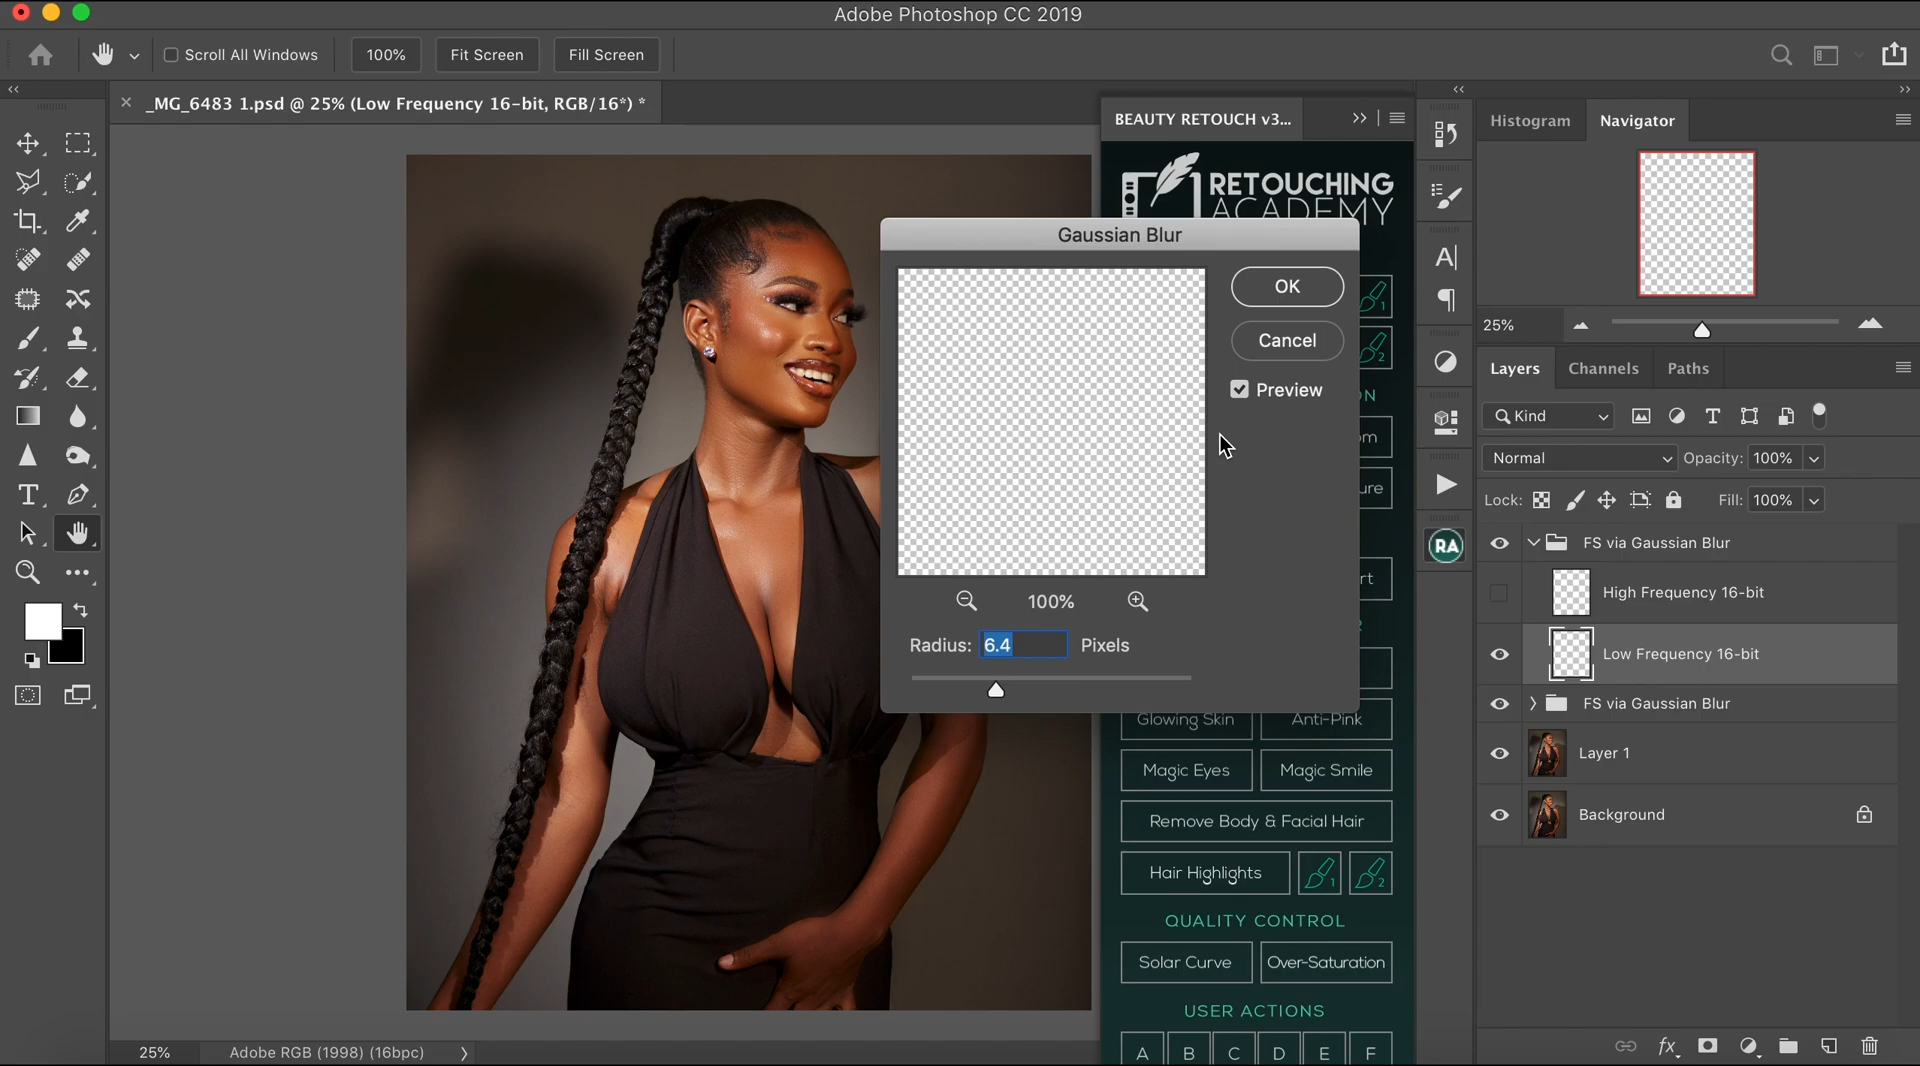 Adobe Photoshop CC 2019
Scroll All Windows
100%
Fit Screen
Fill Screen
_MG_6483 1.psd @ 25% (Low Frequency 16-bit, RGB/16*) *
BEAUTY RETOUCH v3...
RETOUCHING
ACADEMY
1
2
Gaussian Blur
OK
Cancel
Preview
100%
Radius: 6.4 Pixels
Glowing Skin
Anti-Pink
Magic Eyes
Magic Smile
Remove Body & Facial Hair
Hair Highlights
1
2
QUALITY CONTROL
Solar Curve
Over-Saturation
USER ACTIONS
A
B
C
D
E
F
RA
Histogram
Navigator
25%
Layers
Channels
Paths
Kind
Normal
Opacity: 100%
Lock:
Fill: 100%
FS via Gaussian Blur
High Frequency 16-bit
Low Frequency 16-bit
FS via Gaussian Blur
Layer 1
Background
fx
25%
Adobe RGB (1998) (16bpc)